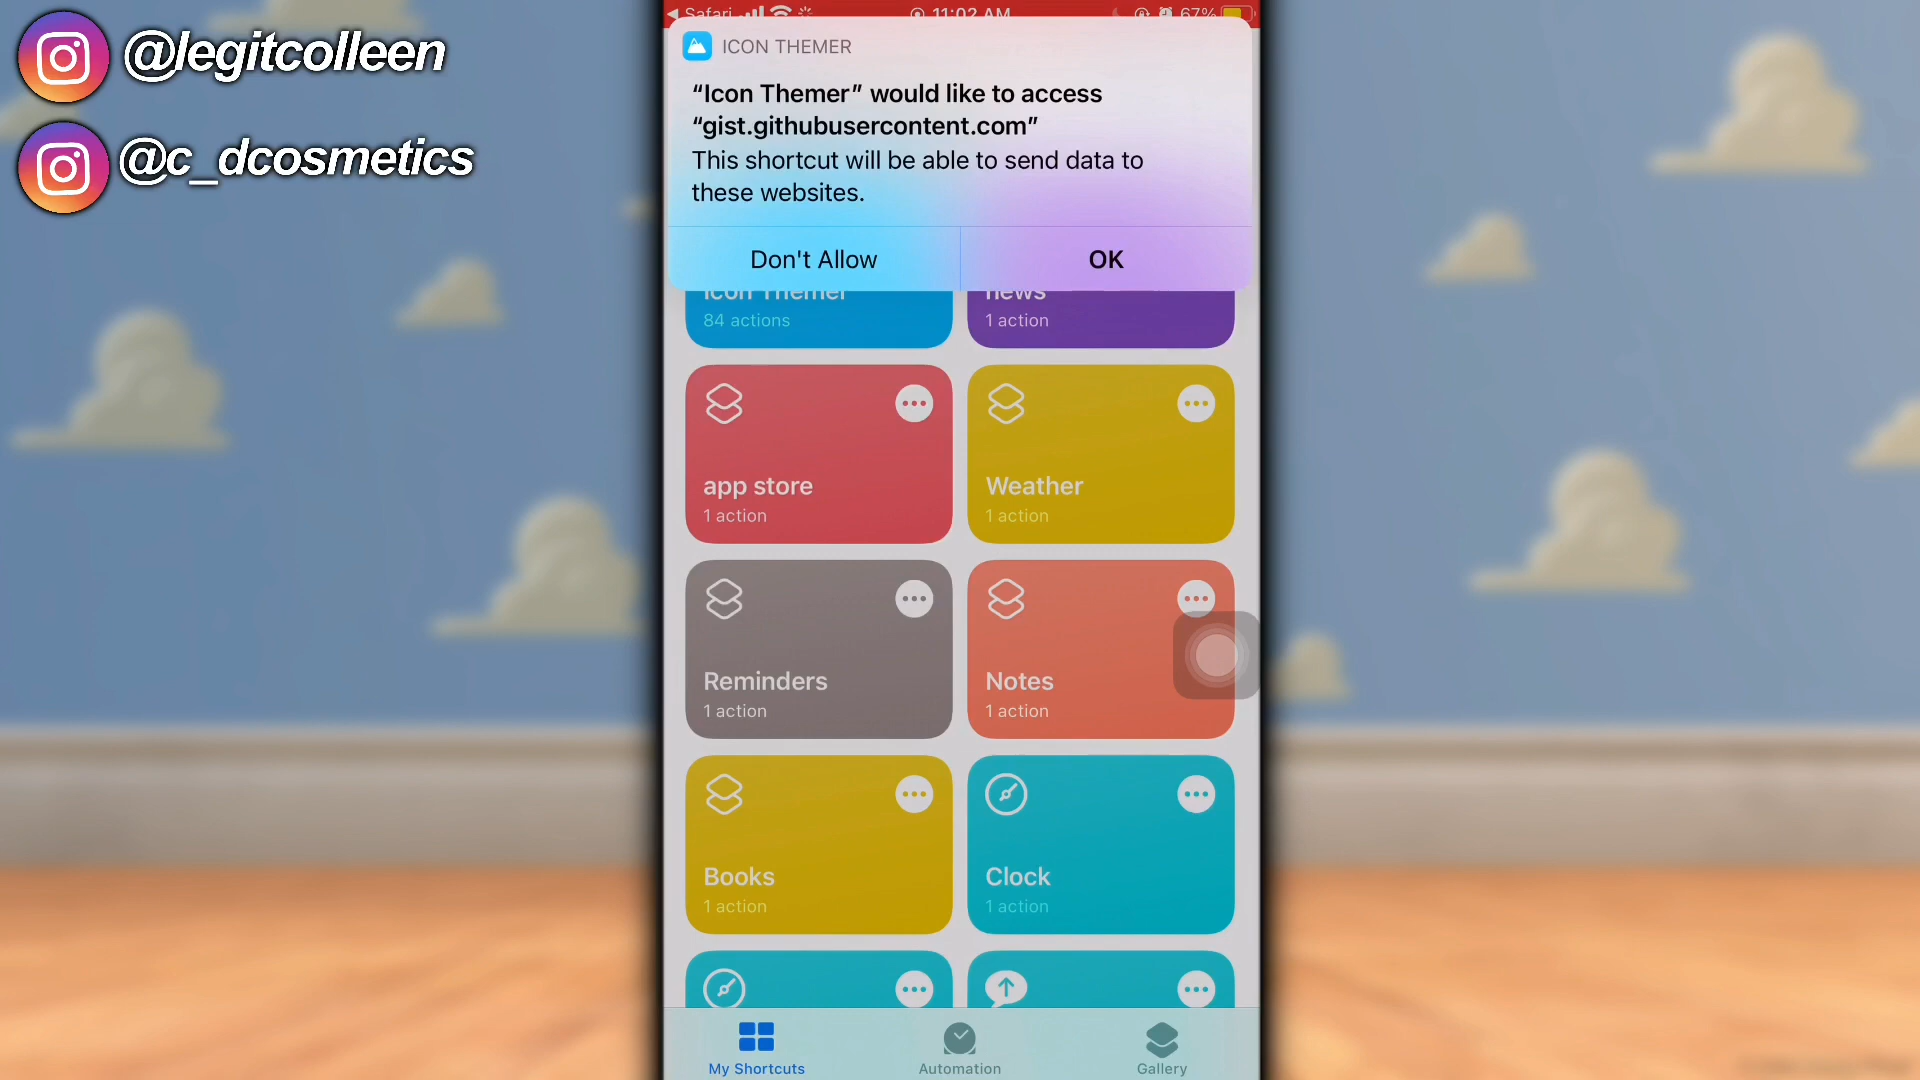 @legitcolleen
@c_dcosmetics
Safari 11:02 AM 67%
ICON THEMER
“Icon Themer” would like to access
“gist.githubusercontent.com”
This shortcut will be able to send data to
these websites.
Don't Allow
OK
Icon Themer
84 actions
news
1 action
app store
1 action
Weather
1 action
Reminders
1 action
Notes
1 action
Books
1 action
Clock
1 action
My Shortcuts
Automation
Gallery